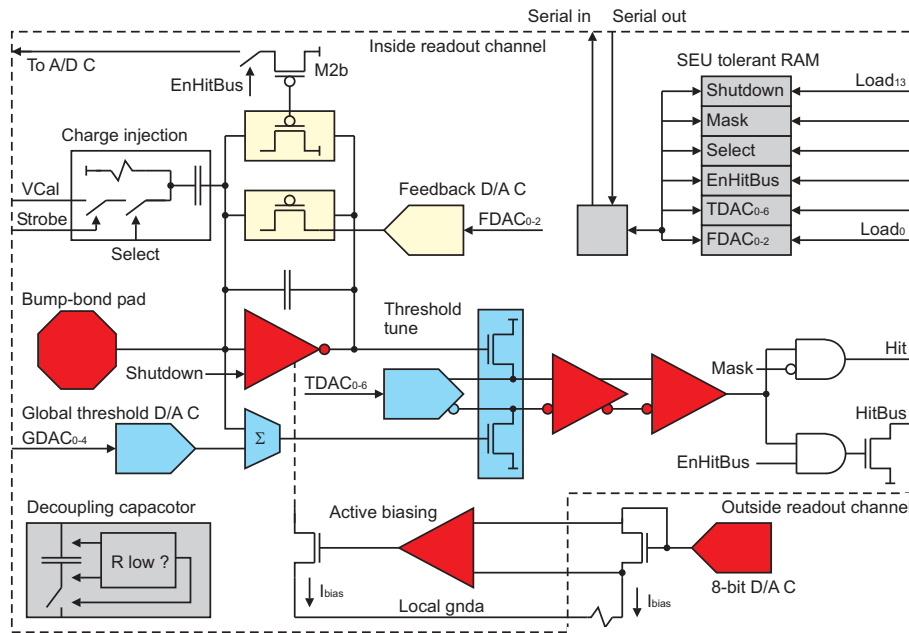 Serial in
Serial out
Inside readout channel
To A/D C
M2b
EnHitBus
SEU tolerant RAM
Shutdown
Load13
Mask
Select
EnHitBus
TDAC0-6
FDAC0-2
Load0
Charge injection
VCal
Strobe
Select
Feedback D/A C
FDAC0-2
Bump-bond pad
Threshold
tune
Shutdown
TDAC0-6
Mask
Hit
Global threshold D/A C
GDAC0-4
Σ
HitBus
EnHitBus
Decoupling capacotor
R low ?
Active biasing
Outside readout channel
8-bit D/A C
Ibias
Ibias
Local gnda